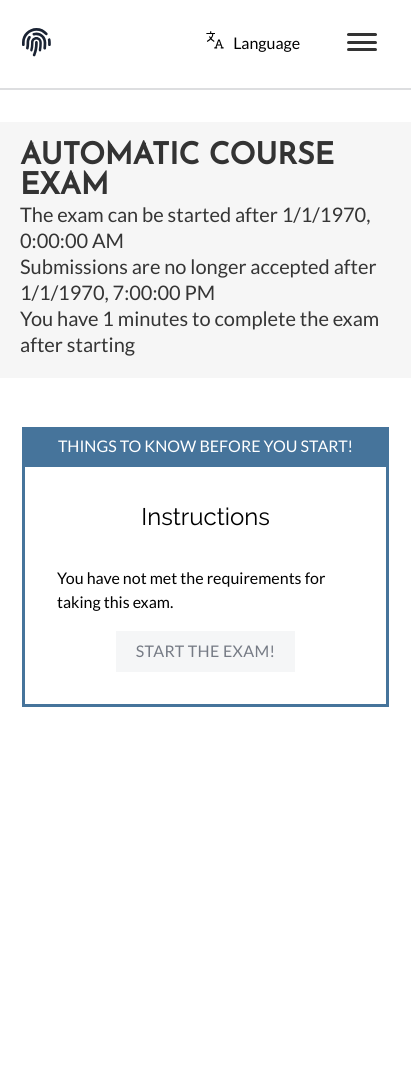 Language
AUTOMATIC COURSE
EXAM
The exam can be started after 1/1/1970,
0:00:00 AM
Submissions are no longer accepted after
1/1/1970, 7:00:00 PM
You have 1 minutes to complete the exam
after starting
THINGS TO KNOW BEFORE YOU START!
Instructions
You have not met the requirements for
taking this exam.
START THE EXAM!